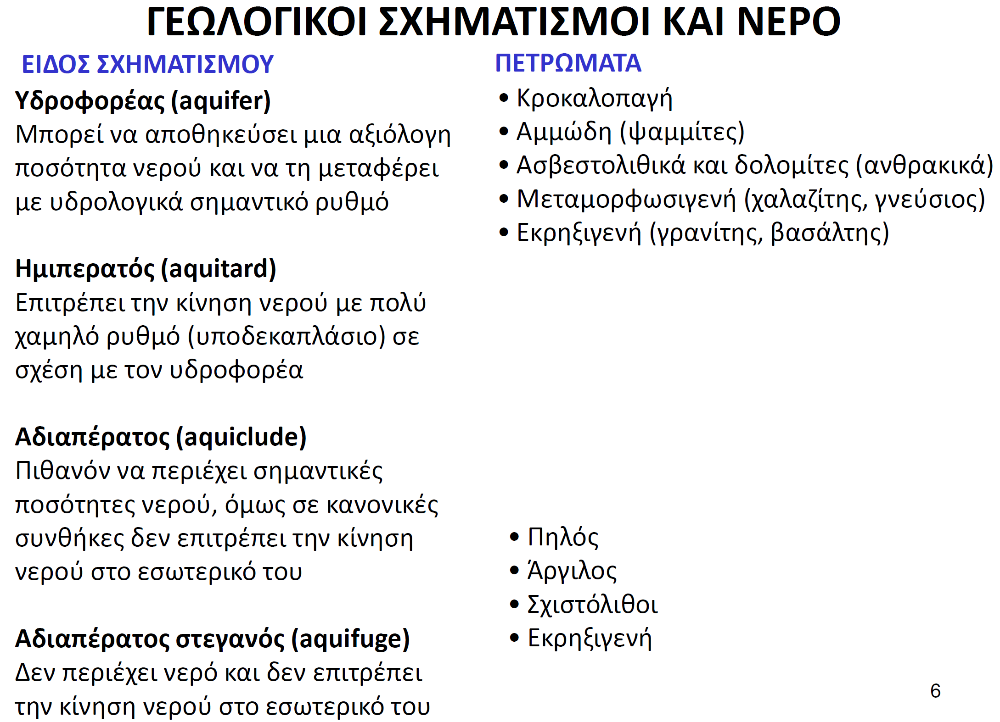 ΓΕΩΛΟΓΙΚΟΙ ΣΧΗΜΑΤΙΣΜΟΙ ΚΑΙ ΝΕΡΟ
ΕΙΔΟΣ ΣΧΗΜΑΤΙΣΜΟΥ
Υδροφορέας (aquifer)
Μπορεί να αποθηκεύσει μια αξιόλογη
ποσότητα νερού και να τη μεταφέρει
με υδρολογικά σημαντικό ρυθμό
Ημιπερατός (aquitard)
Επιτρέπει την κίνηση νερού με πολύ
χαμηλό ρυθμό (υποδεκαπλάσιο) σε
σχέση με τον υδροφορέα
Αδιαπέρατος (aquiclude)
Πιθανόν να περιέχει σημαντικές
ποσότητες νερού, όμως σε κανονικές
συνθήκες δεν επιτρέπει την κίνηση
νερού στο εσωτερικό του
Αδιαπέρατος στεγανός (aquifuge)
Δεν περιέχει νερό και δεν επιτρέπει
την κίνηση νερού στο εσωτερικό του
ΠΕΤΡΩΜΑΤΑ
• Κροκαλοπαγή
• Αμμώδη (ψαμμίτες)
• Ασβεστολιθικά και δολομίτες (ανθρακικά)
• Μεταμορφωσιγενή (χαλαζίτης, γνεύσιος)
• Εκρηξιγενή (γρανίτης, βασάλτης)
• Πηλός
• Άργιλος
• Σχιστόλιθοι
• Εκρηξιγενή
6